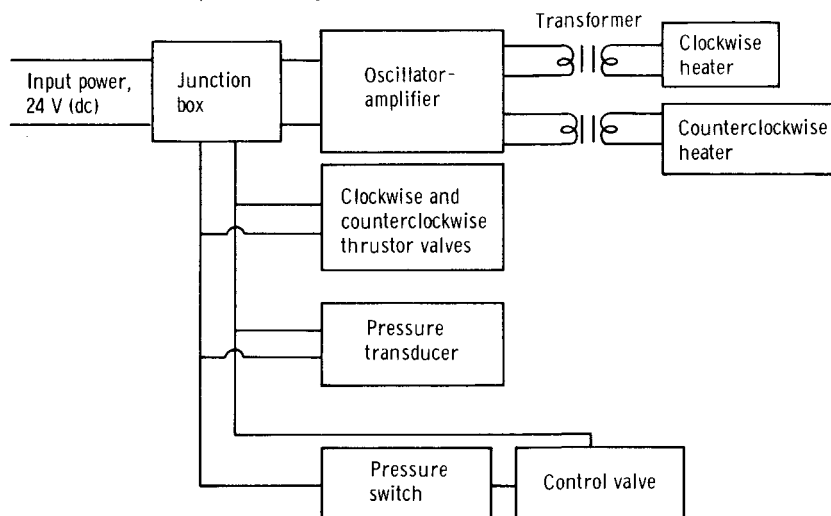 Transformer
Input power,
24 V (dc)
Junction
box
Oscillator-
amplifier
Clockwise
heater
Counterclockwise
heater
Clockwise and
counterclockwise
thrustor valves
Pressure
transducer
Pressure
switch
Control valve